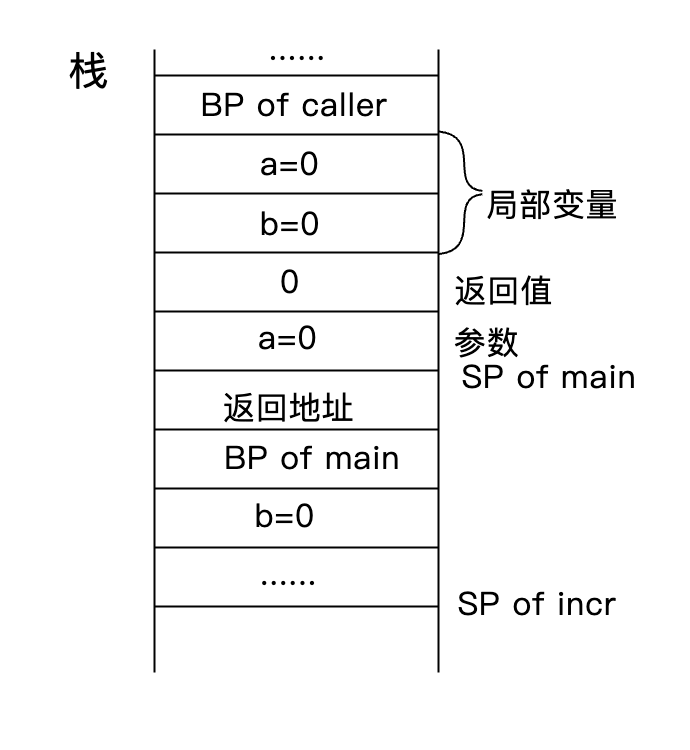 栈
......
BP of caller
a=0
局部变量
b=0
0
返回值
a=0
参数
SP of main
返回地址
BP of main
b=0
......
SP of incr